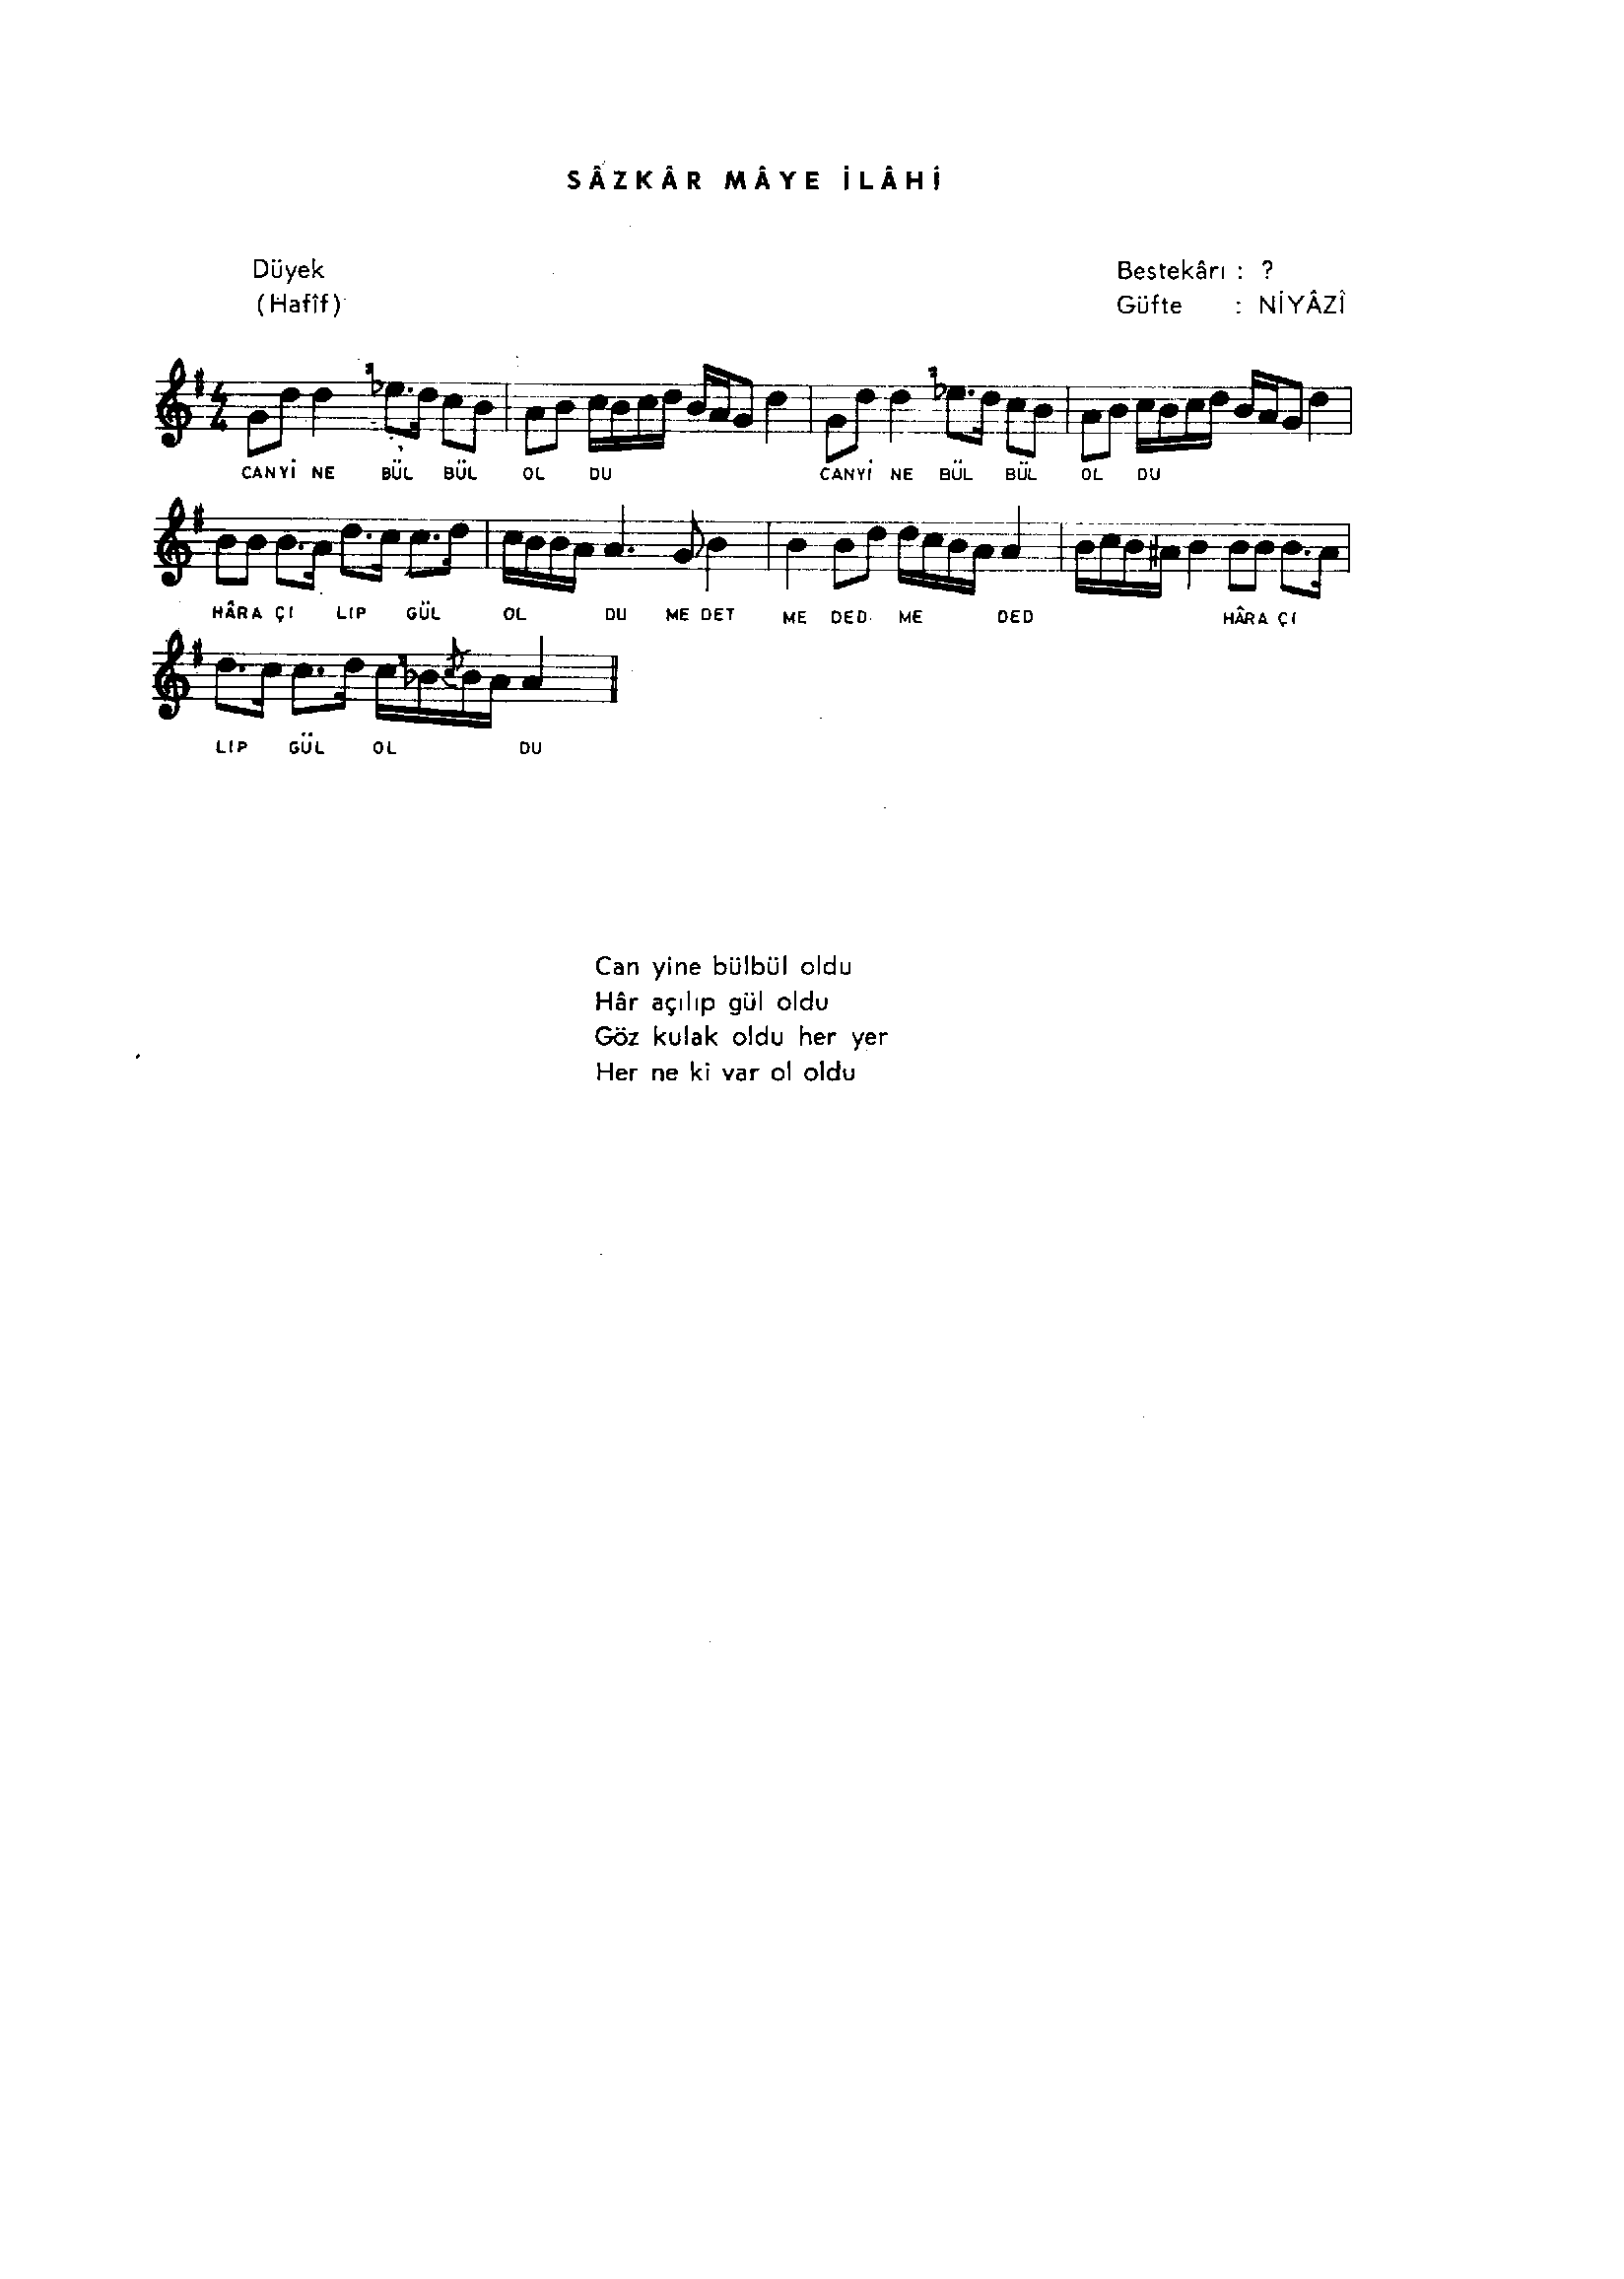 SÂZKÂR MÂYE İLÂHİ
Düyek
(Hafîf)
Bestekârı : ?
Güfte : NİYÂZÎ
4 4
CANYİ NE BÜL BÜL OL DU CANYİ NE BÜL BÜL OL DU
HÂRA ÇI LIP GÜL OL DU ME DET ME DED ME DED HÂRA ÇI
LIP GÜL OL DU
Can yine bülbül oldu
Hâr açılıp gül oldu
Göz kulak oldu her yer
Her ne ki var ol oldu